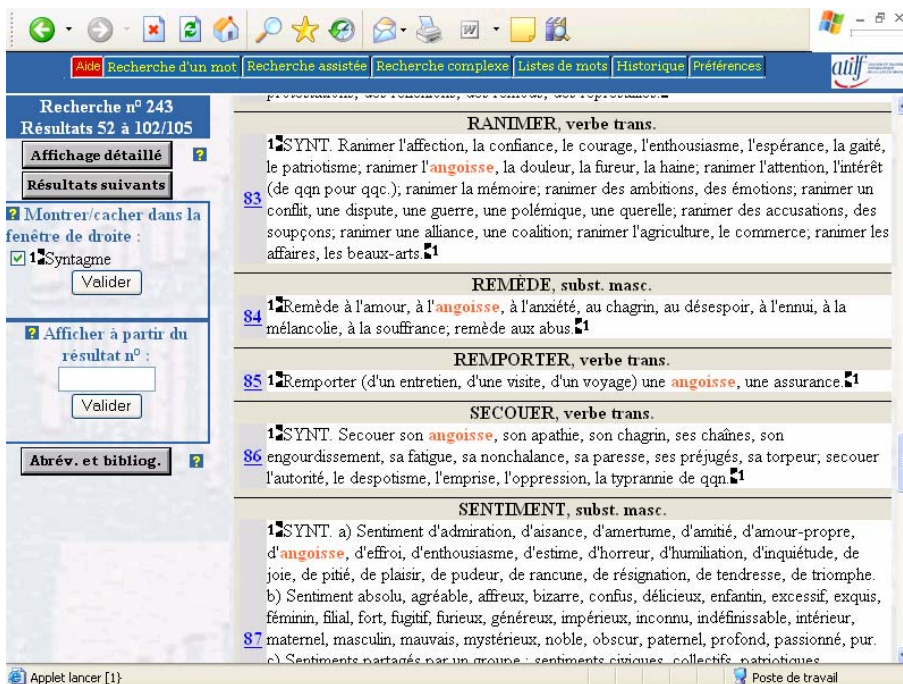 Aide Recherche d'un mot Recherche assistée Recherche complexe Listes de mots Historique Préférences
atilf
Recherche nº 243
Résultats 52 à 102/105
Affichage détaillé ?
Résultats suivants
? Montrer/cacher dans la
fenêtre de droite :
1 Syntagme
Valider
? Afficher à partir du
résultat nº :
Valider
Abrév. et bibliog. ?
RANIMER, verbe trans.
1 SYNT. Ranimer l'affection, la confiance, le courage, l'enthousiasme, l'espérance, la gaité,
le patriotisme; ranimer l'angoisse, la douleur, la fureur, la haine; ranimer l'attention, l'intérêt
(de qqn pour qqc.); ranimer la mémoire; ranimer des ambitions, des émotions; ranimer un
83 conflit, une dispute, une guerre, une polémique, une querelle; ranimer des accusations, des
soupçons; ranimer une alliance, une coalition; ranimer l'agriculture, le commerce; ranimer les
affaires, les beaux-arts. 1
REMÈDE, subst. masc.
84 1 Remède à l'amour, à l'angoisse, à l'anxiété, au chagrin, au désespoir, à l'ennui, à la
mélancolie, à la souffrance; remède aux abus. 1
REMPORTER, verbe trans.
85 1 Remporter (d'un entretien, d'une visite, d'un voyage) une angoisse, une assurance. 1
SECOUER, verbe trans.
1 SYNT. Secouer son angoisse, son apathie, son chagrin, ses chaînes, son
86 engourdissement, sa fatigue, sa nonchalance, sa paresse, ses préjugés, sa torpeur; secouer
l'autorité, le despotisme, l'emprise, l'oppression, la typrannie de qqn. 1
SENTIMENT, subst. masc.
1 SYNT. a) Sentiment d'admiration, d'aisance, d'amertume, d'amitié, d'amour-propre,
d'angoisse, d'effroi, d'enthousiasme, d'estime, d'horreur, d'humiliation, d'inquiétude, de
joie, de pitié, de plaisir, de pudeur, de rancune, de résignation, de tendresse, de triomphe.
b) Sentiment absolu, agréable, affreux, bizarre, confus, délicieux, enfantin, excessif, exquis,
féminin, filial, fort, fugitif, furieux, généreux, impérieux, inconnu, indéfinissable, intérieur,
87 maternel, masculin, mauvais, mystérieux, noble, obscur, paternel, profond, passionné, pur.
c) Sentiments partagés par un groupe : sentiments civiques, collectifs, patriotiques
Applet lancer [1}
Poste de travail